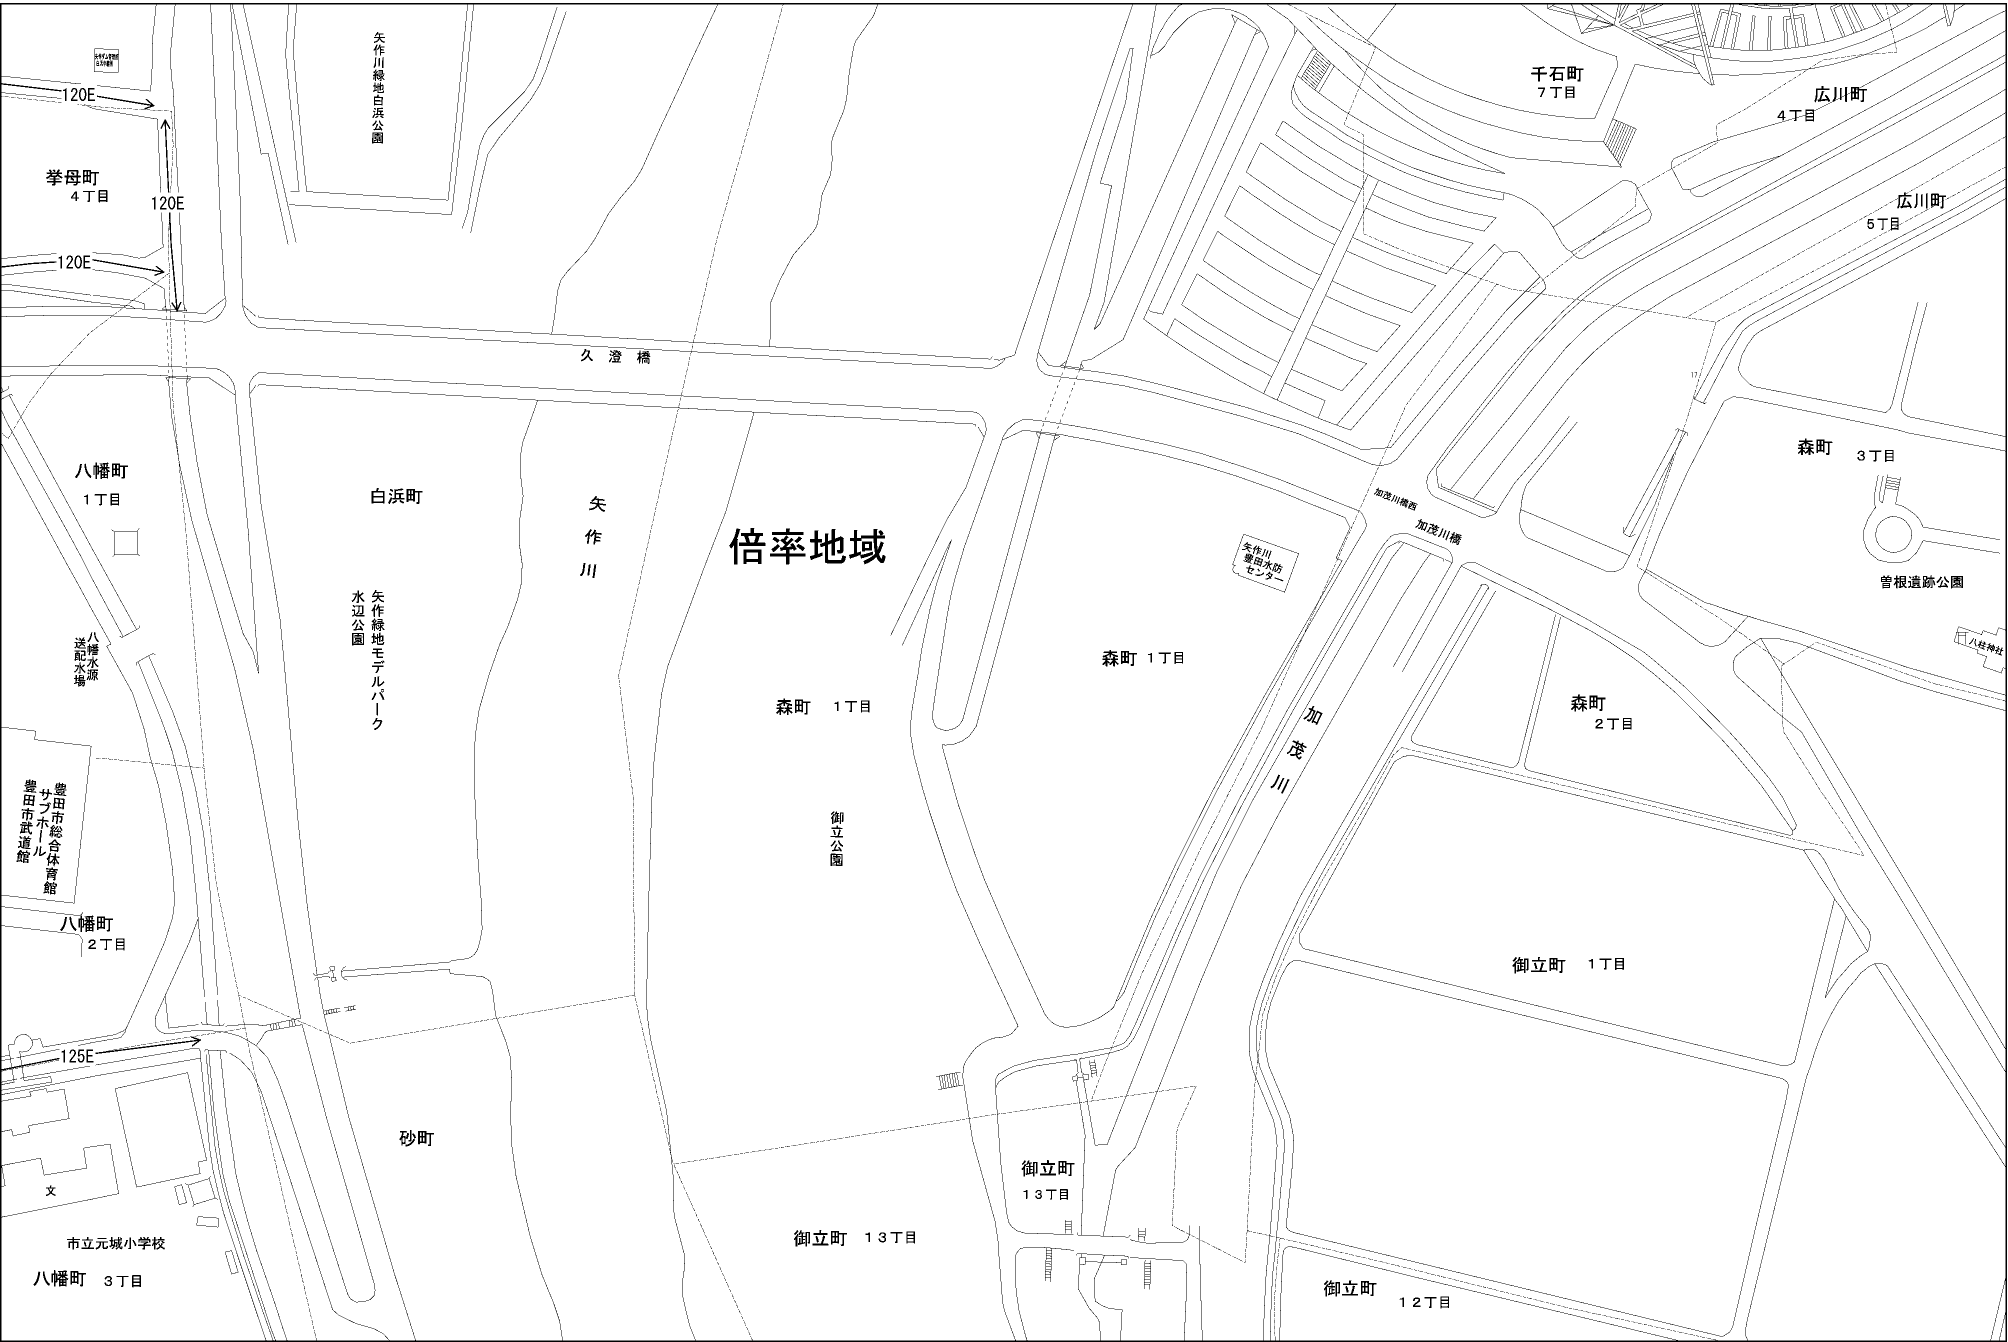 矢作川緑地白浜公園
千石町
7丁目
広川町
4丁目
120E
挙母町
4丁目
120E
広川町
5丁目
120E
久澄橋
17
八幡町
1丁目
白浜町
矢作川
倍率地域
加茂川橋西
加茂川橋
森町 3丁目
矢作川
豊田水防
センター
曽根遺跡公園
矢作緑地モデルパーク
水辺公園
八幡水源
送配水場
森町 1丁目
八柱神社
森町 1丁目
森町
2丁目
加茂川
豊田市総合体育館
サブホール
豊田市武道館
御立公園
八幡町
2丁目
御立町 1丁目
125E
砂町
御立町
13丁目
文
市立元城小学校
八幡町 3丁目
御立町 13丁目
御立町
12丁目